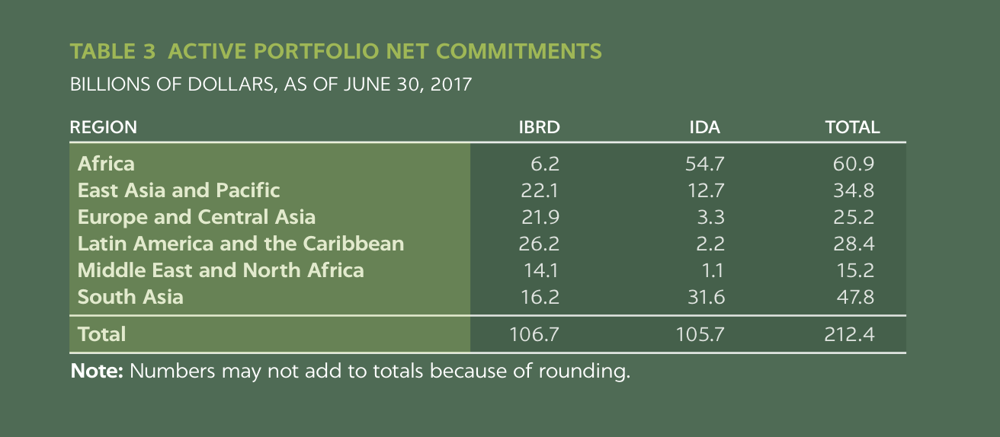 TABLE 3 ACTIVE PORTFOLIO NET COMMITMENTS
BILLIONS OF DOLLARS, AS OF JUNE 30, 2017
REGION IBRD IDA TOTAL
Africa 6.2 54.7 60.9
East Asia and Pacific 22.1 12.7 34.8
Europe and Central Asia 21.9 3.3 25.2
Latin America and the Caribbean 26.2 2.2 28.4
Middle East and North Africa 14.1 1.1 15.2
South Asia 16.2 31.6 47.8
Total 106.7 105.7 212.4
Note: Numbers may not add to totals because of rounding.